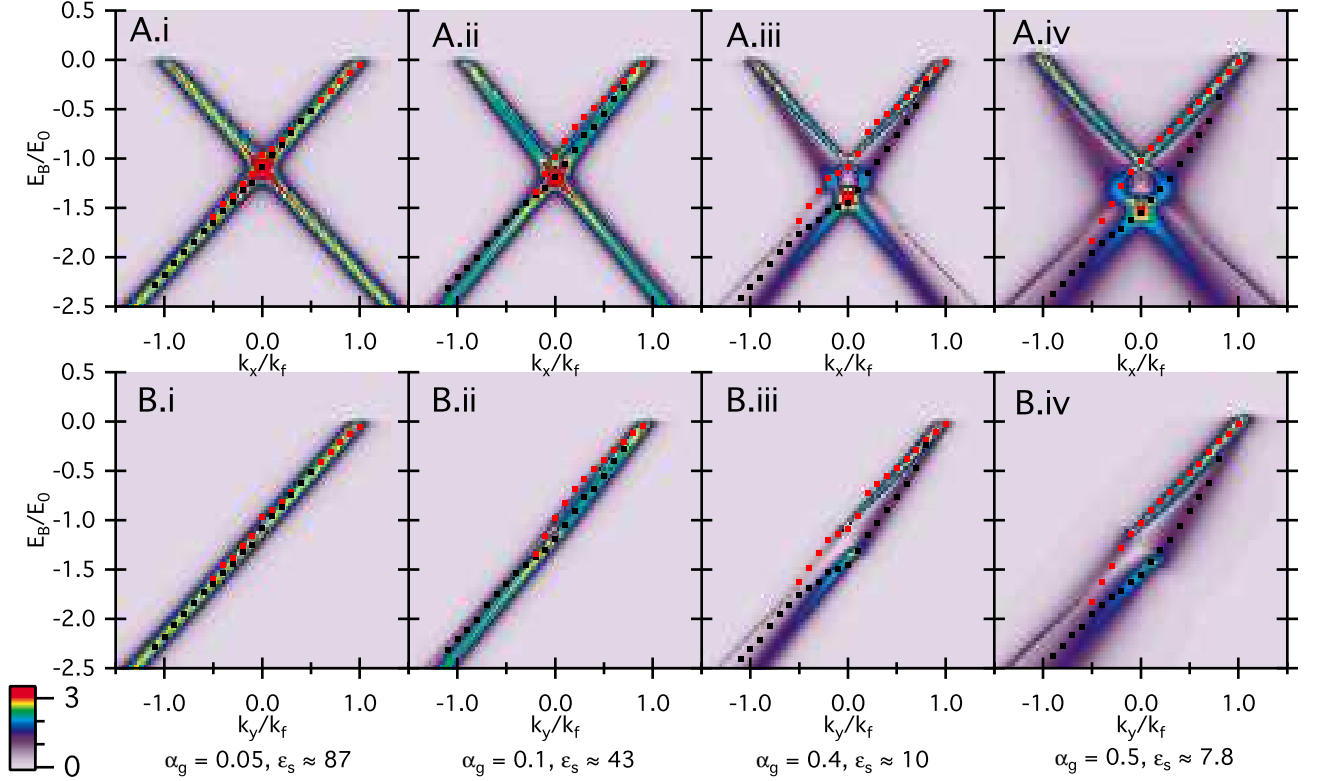 A.i A.ii A.iii A.iv
0.5
0.0
-0.5
-1.0
-1.5
-2.0
-2.5
E_B/E_0
-1.0 0.0 1.0 -1.0 0.0 1.0 -1.0 0.0 1.0 -1.0 0.0 1.0
k_x/k_f k_x/k_f k_x/k_f k_x/k_f
B.i B.ii B.iii B.iv
0.5
0.0
-0.5
-1.0
-1.5
-2.0
-2.5
E_B/E_0
3
0
-1.0 0.0 1.0 -1.0 0.0 1.0 -1.0 0.0 1.0 -1.0 0.0 1.0
k_y/k_f k_y/k_f k_y/k_f k_y/k_f
α_g = 0.05, ε_s ≈ 87 α_g = 0.1, ε_s ≈ 43 α_g = 0.4, ε_s ≈ 10 α_g = 0.5, ε_s ≈ 7.8